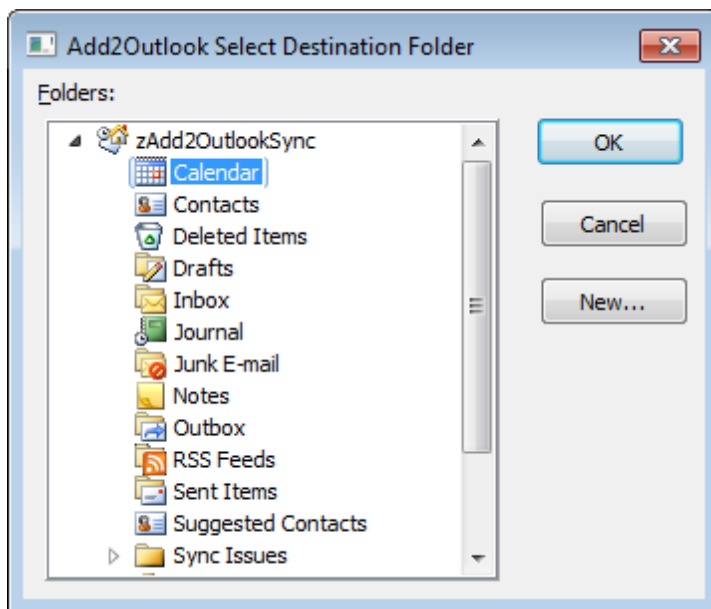 Add2Outlook Select Destination Folder
Folders:
zAdd2OutlookSync
Calendar
Contacts
Deleted Items
Drafts
Inbox
Journal
Junk E-mail
Notes
Outbox
RSS Feeds
Sent Items
Suggested Contacts
Sync Issues
OK
Cancel
New...